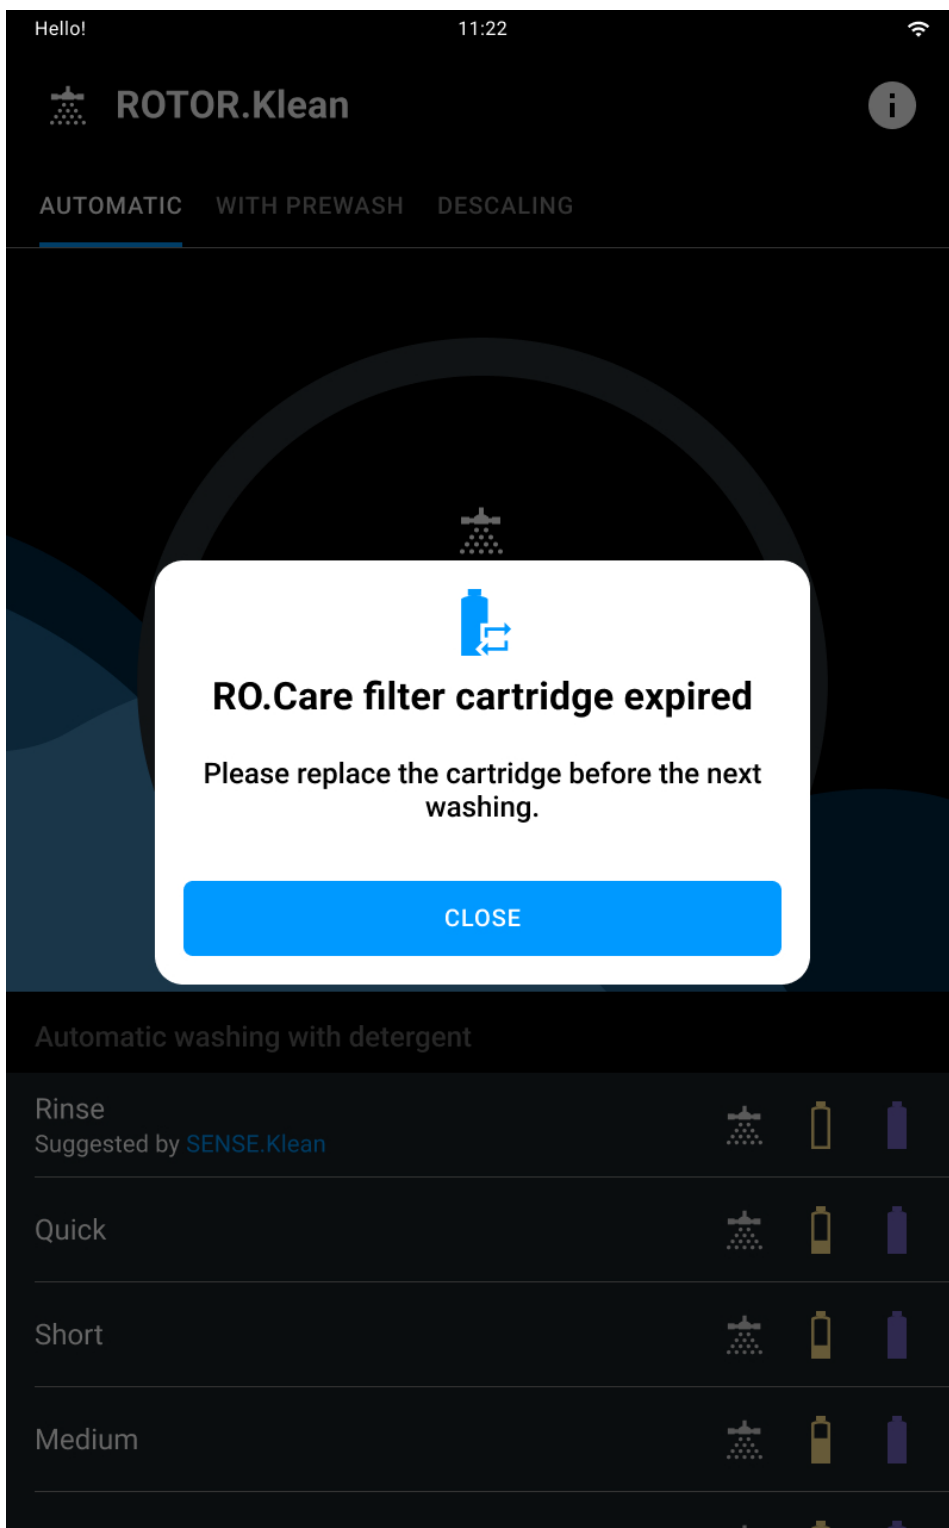 Hello! 11:22
ROTOR.Klean
AUTOMATIC WITH PREWASH DESCALING
RO.Care filter cartridge expired
Please replace the cartridge before the next
washing.
CLOSE
Automatic washing with detergent
Rinse
Suggested by SENSE.Klean
Quick
Short
Medium